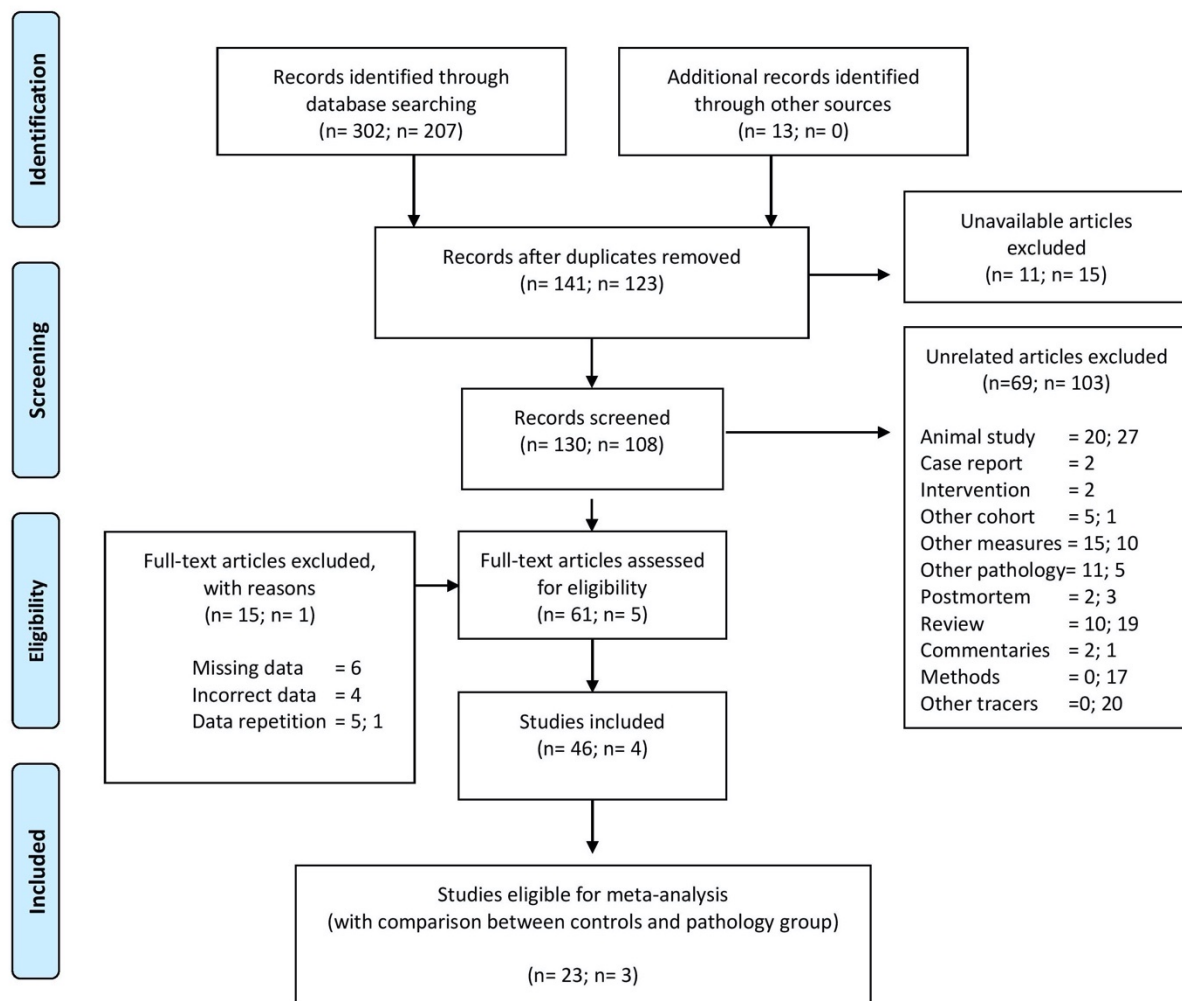 Identification
Records identified through
database searching
(n= 302; n= 207)
Additional records identified
through other sources
(n= 13; n= 0)
Unavailable articles
excluded
(n= 11; n= 15)
Records after duplicates removed
(n= 141; n= 123)
Screening
Records screened
(n= 130; n= 108)
Unrelated articles excluded
(n=69; n= 103)
Animal study = 20; 27
Case report = 2
Intervention = 2
Other cohort = 5; 1
Other measures = 15; 10
Other pathology= 11; 5
Postmortem = 2; 3
Review = 10; 19
Commentaries = 2; 1
Methods = 0; 17
Other tracers =0; 20
Eligibility
Full-text articles excluded,
with reasons
(n= 15; n= 1)
Missing data = 6
Incorrect data = 4
Data repetition = 5; 1
Full-text articles assessed
for eligibility
(n= 61; n= 5)
Studies included
(n= 46; n= 4)
Included
Studies eligible for meta-analysis
(with comparison between controls and pathology group)
(n= 23; n= 3)